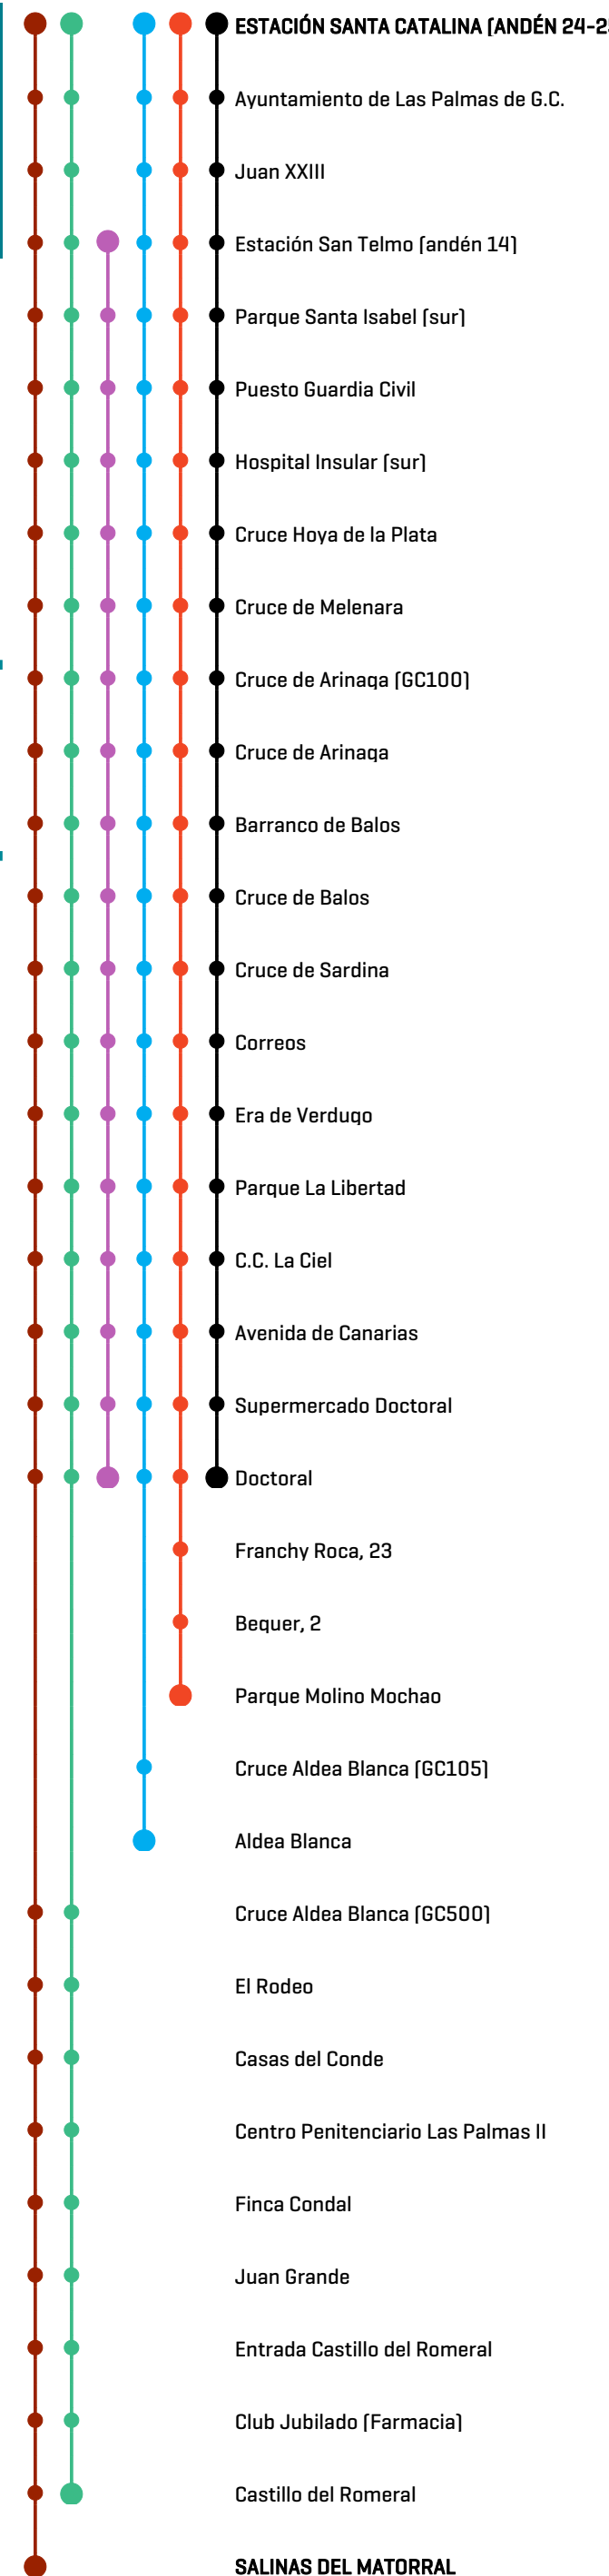 ESTACIÓN SANTA CATALINA (ANDÉN 24-25
Ayuntamiento de Las Palmas de G.C.
Juan XXIII
Estación San Telmo (andén 14)
Parque Santa Isabel (sur)
Puesto Guardia Civil
Hospital Insular (sur)
Cruce Hoya de la Plata
Cruce de Melenara
Cruce de Arinaga (GC100)
Cruce de Arinaga
Barranco de Balos
Cruce de Balos
Cruce de Sardina
Correos
Era de Verdugo
Parque La Libertad
C.C. La Ciel
Avenida de Canarias
Supermercado Doctoral
Doctoral
Franchy Roca, 23
Bequer, 2
Parque Molino Mochao
Cruce Aldea Blanca (GC105)
Aldea Blanca
Cruce Aldea Blanca (GC500)
El Rodeo
Casas del Conde
Centro Penitenciario Las Palmas II
Finca Condal
Juan Grande
Entrada Castillo del Romeral
Club Jubilado (Farmacia)
Castillo del Romeral
SALINAS DEL MATORRAL